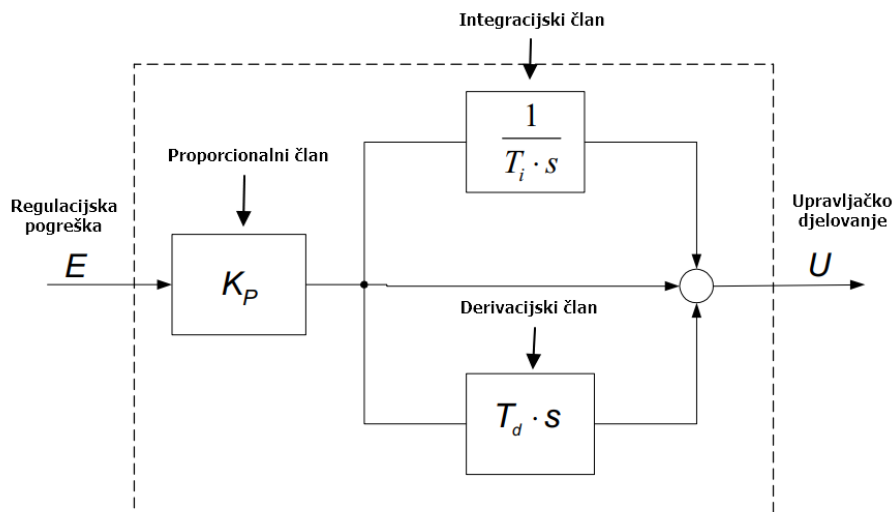 Integracijski član
1
T_i · s
Proporcionalni član
Regulacijska
pogreška
E
K_P
Upravljačko
djelovanje
U
Derivacijski član
T_d · s